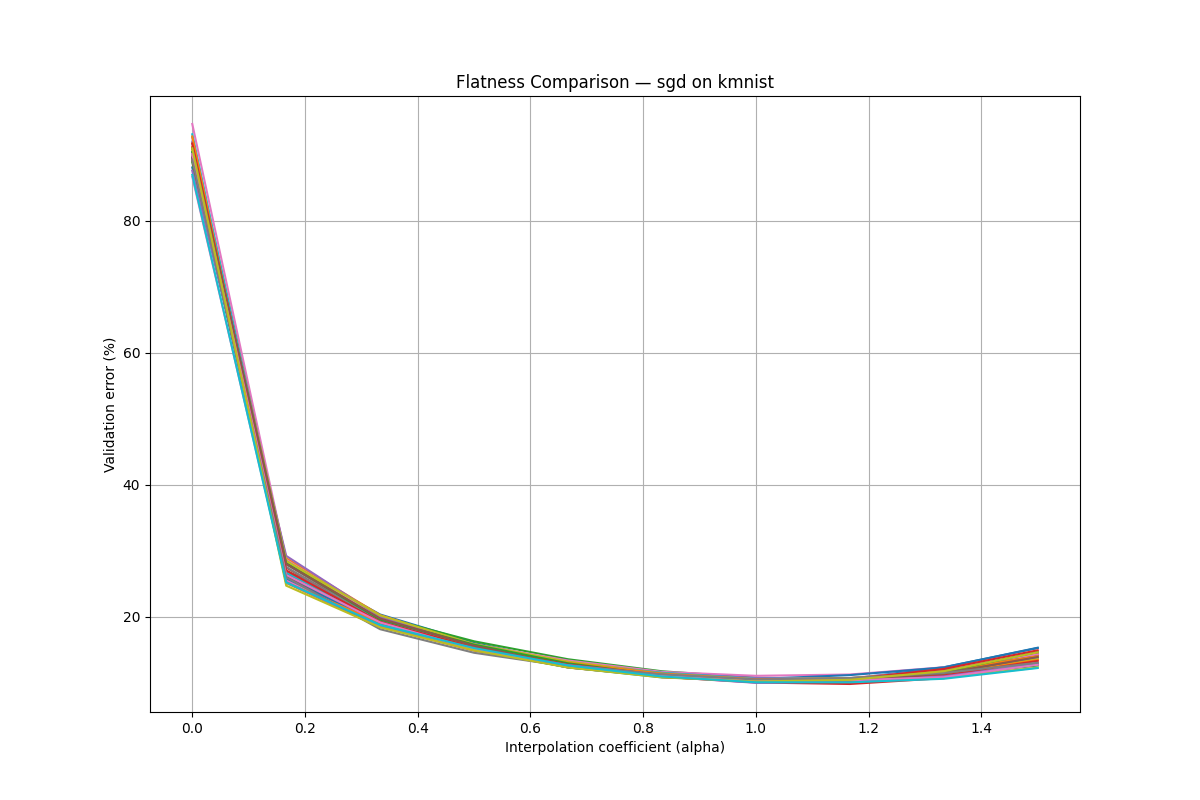 Flatness Comparison — sgd on kmnist
Validation error (%)
80
60
40
20
0.0 0.2 0.4 0.6 0.8 1.0 1.2 1.4
Interpolation coefficient (alpha)